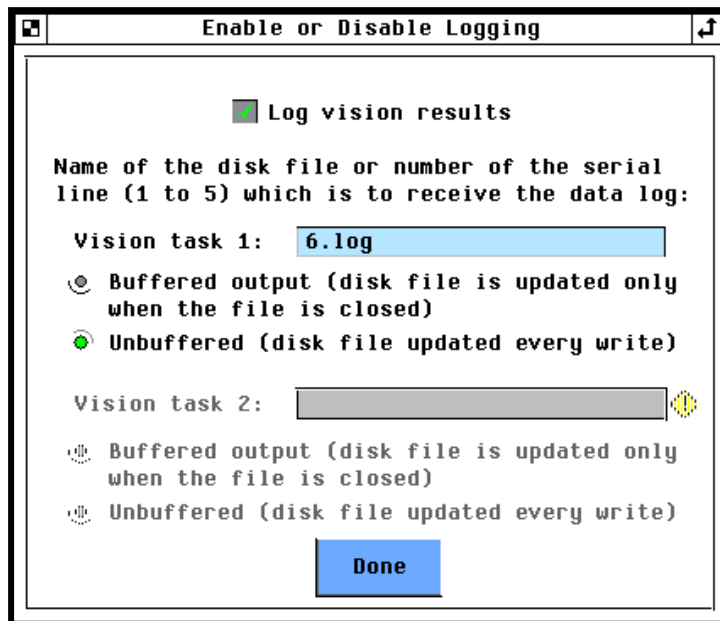 Enable or Disable Logging
Log vision results
Name of the disk file or number of the serial
line (1 to 5) which is to receive the data log:
Vision task 1: 6.log
Buffered output (disk file is updated only
when the file is closed)
Unbuffered (disk file updated every write)
Vision task 2:
Buffered output (disk file is updated only
when the file is closed)
Unbuffered (disk file updated every write)
Done